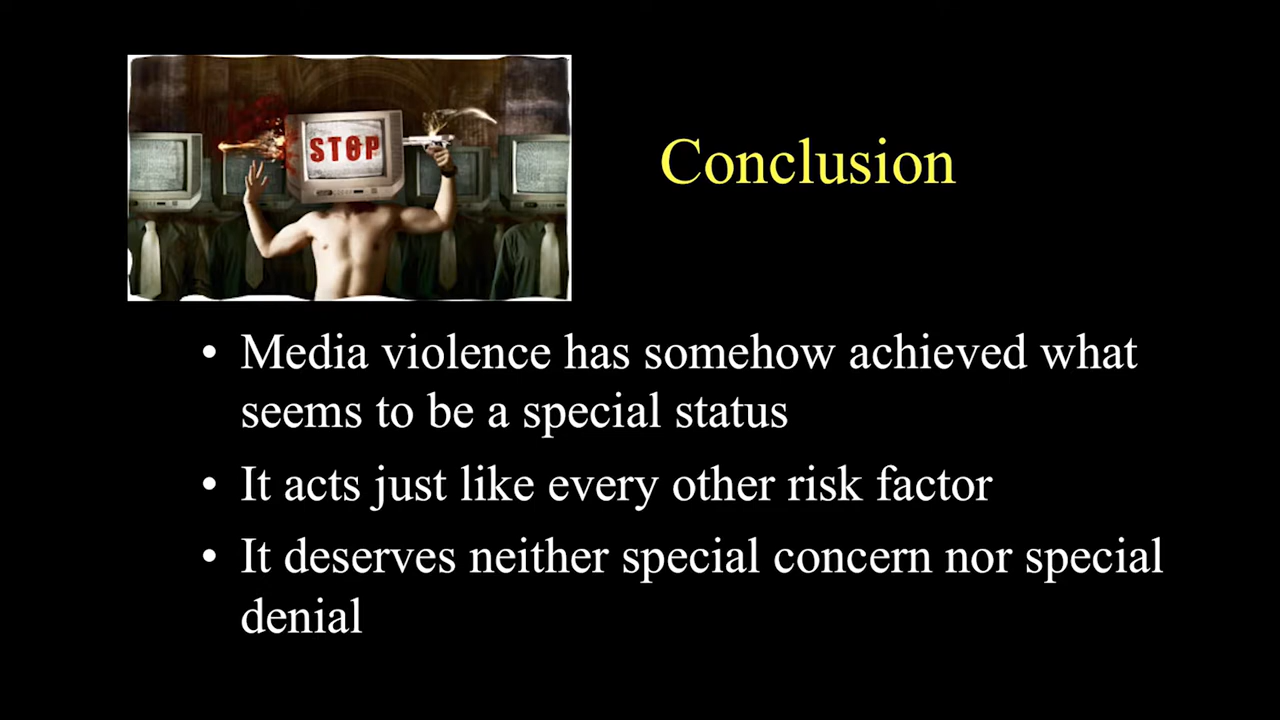 STOP
Conclusion
• Media violence has somehow achieved what
seems to be a special status
• It acts just like every other risk factor
• It deserves neither special concern nor special
denial